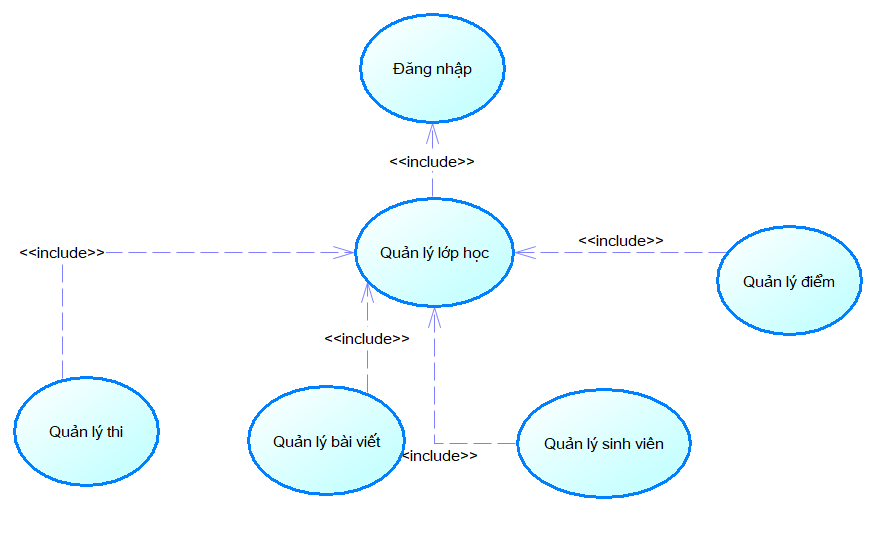 Đăng nhập
<<include>>
<<include>>
Quản lý lớp học
<<include>>
Quản lý điểm
<<include>>
Quản lý thi
Quản lý bài viết
Quản lý sinh viên
<include>>